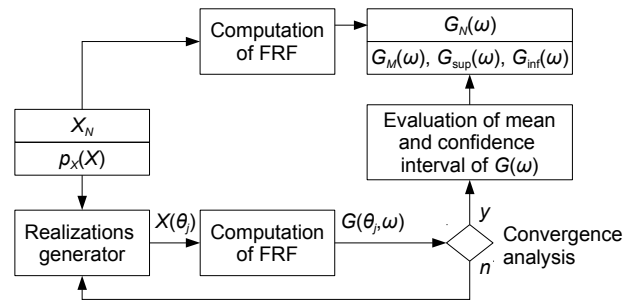 Computation
of FRF
G_N(ω)
G_M(ω), G_sup(ω), G_inf(ω)
X_N
p_X(X)
Evaluation of mean
and confidence
interval of G(ω)
Realizations
generator
X(θ_j)
Computation
of FRF
G(θ_j,ω)
y
n
Convergence
analysis